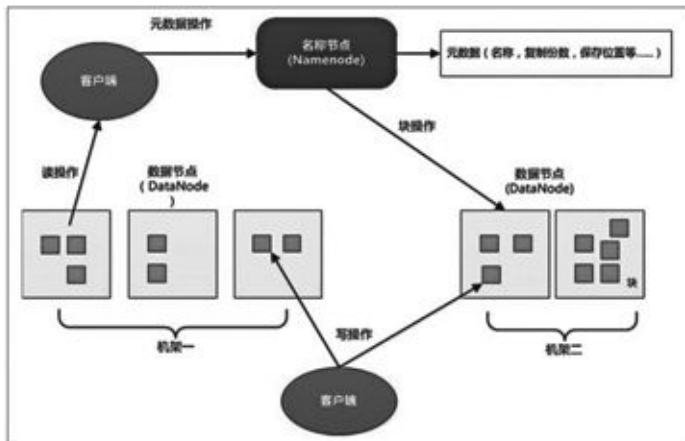 元数据操作
名称节点
(Namenode)
元数据（名称，复制份数，保存位置等......）
客户端
块操作
读操作
数据节点
( DataNode
)
数据节点
(DataNode)
块
机架一
写操作
机架二
客户端